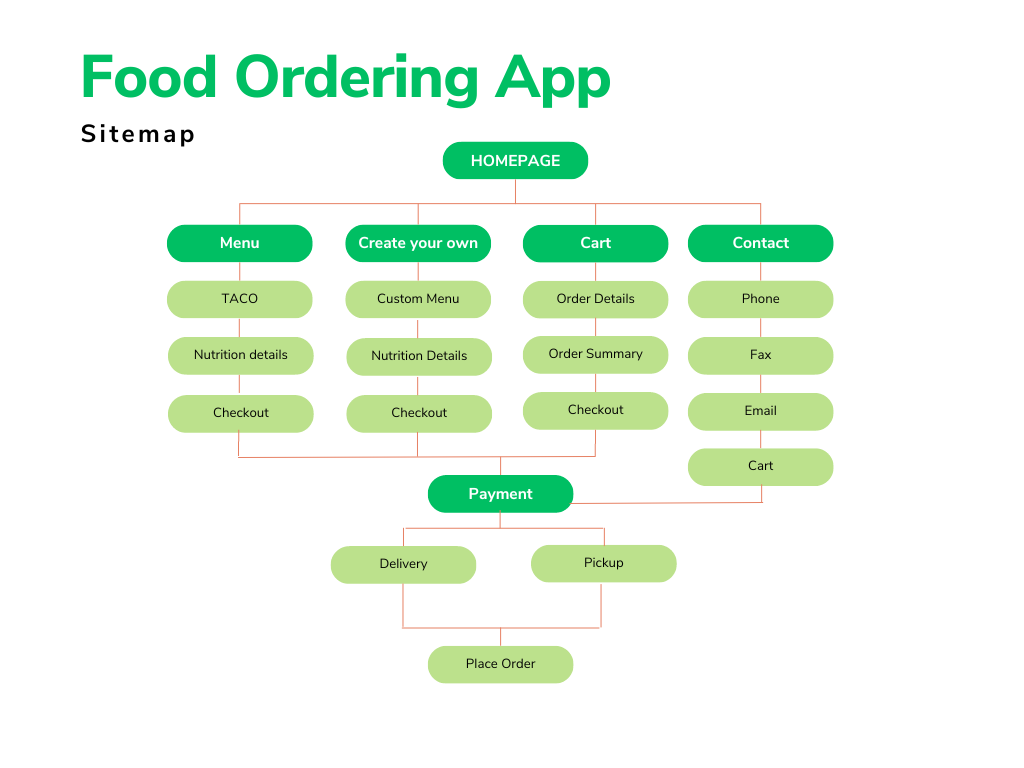 Food Ordering App
Sitemap
HOMEPAGE
Menu
Create your own
Cart
Contact
TACO
Custom Menu
Order Details
Phone
Nutrition details
Nutrition Details
Order Summary
Fax
Checkout
Checkout
Checkout
Email
Cart
Payment
Delivery
Pickup
Place Order